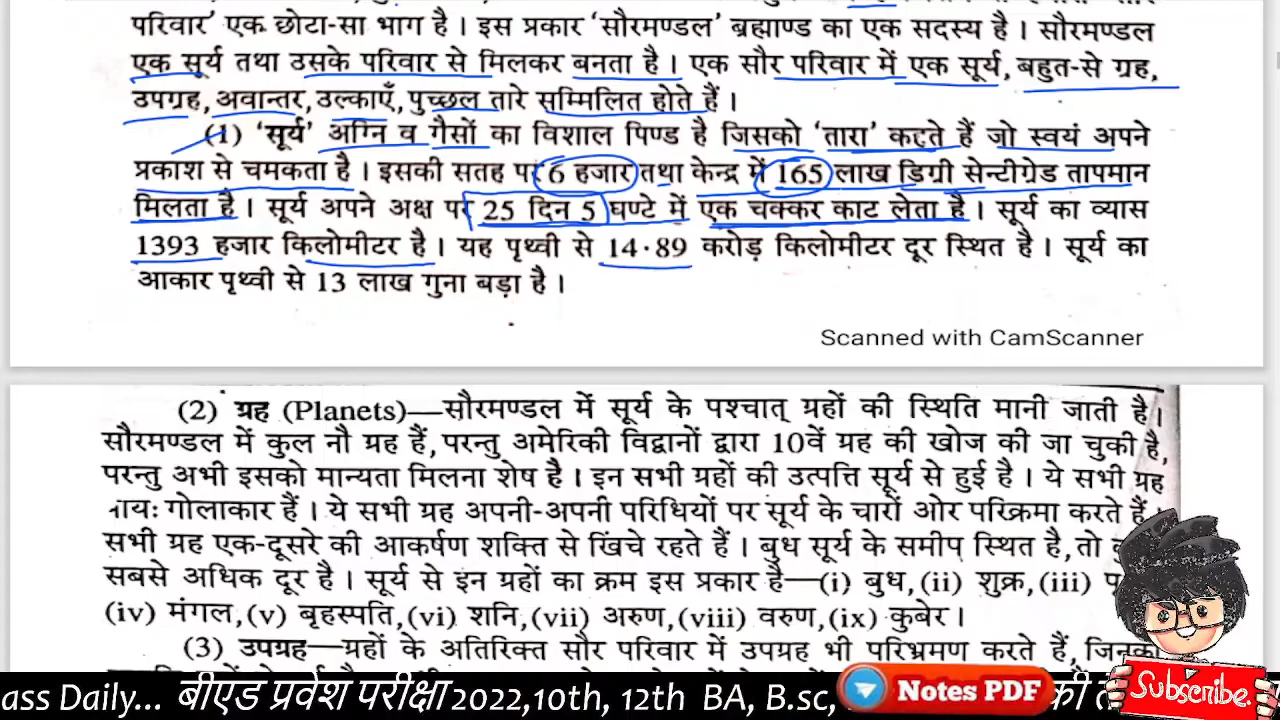 परिवार’ एक छोटा-सा भाग है । इस प्रकार ‘सौरमण्डल’ ब्रह्माण्ड का एक सदस्य है । सौरमण्डल
एक सूर्य तथा उसके परिवार से मिलकर बनता है । एक सौर परिवार में एक सूर्य, बहुत-से ग्रह,
उपग्रह, अवान्तर, उल्काएँ, पुच्छल तारे सम्मिलित होते हैं ।
(1) ‘सूर्य’ अग्नि व गैसों का विशाल पिण्ड है जिसको ‘तारा’ कहते हैं जो स्वयं अपने
प्रकाश से चमकता है । इसकी सतह पर 6 हजार तथा केन्द्र में 165 लाख डिग्री सेन्टीग्रेड तापमान
मिलता है । सूर्य अपने अक्ष पर 25 दिन 5 घण्टे में एक चक्कर काट लेता है । सूर्य का व्यास
1393 हजार किलोमीटर है । यह पृथ्वी से 14·89 करोड़ किलोमीटर दूर स्थित है । सूर्य का
आकार पृथ्वी से 13 लाख गुना बड़ा है ।
Scanned with CamScanner
(2) ग्रह (Planets)—सौरमण्डल में सूर्य के पश्चात् ग्रहों की स्थिति मानी जाती है ।
सौरमण्डल में कुल नौ ग्रह हैं, परन्तु अमेरिकी विद्वानों द्वारा 10वें ग्रह की खोज की जा चुकी है,
परन्तु अभी इसको मान्यता मिलना शेष है । इन सभी ग्रहों की उत्पत्ति सूर्य से हुई है । ये सभी ग्रह
गोलाकार हैं । ये सभी ग्रह अपनी-अपनी परिधियों पर सूर्य के चारों ओर परिक्रमा करते हैं ।
सभी ग्रह एक-दूसरे की आकर्षण शक्ति से खिंचे रहते हैं । बुध सूर्य के समीप स्थित है, तो
सबसे अधिक दूर है । सूर्य से इन ग्रहों का क्रम इस प्रकार है—(i) बुध, (ii) शुक्र, (iii)
(iv) मंगल, (v) बृहस्पति, (vi) शनि, (vii) अरुण, (viii) वरुण, (ix) कुबेर ।
(3) उपग्रह—ग्रहों के अतिरिक्त सौर परिवार में उपग्रह भी परिभ्रमण करते हैं, जिनका
ass Daily... बीएड प्रवेश परीक्षा 2022,10th, 12th BA, B.sc,
Notes PDF
Subscribe.